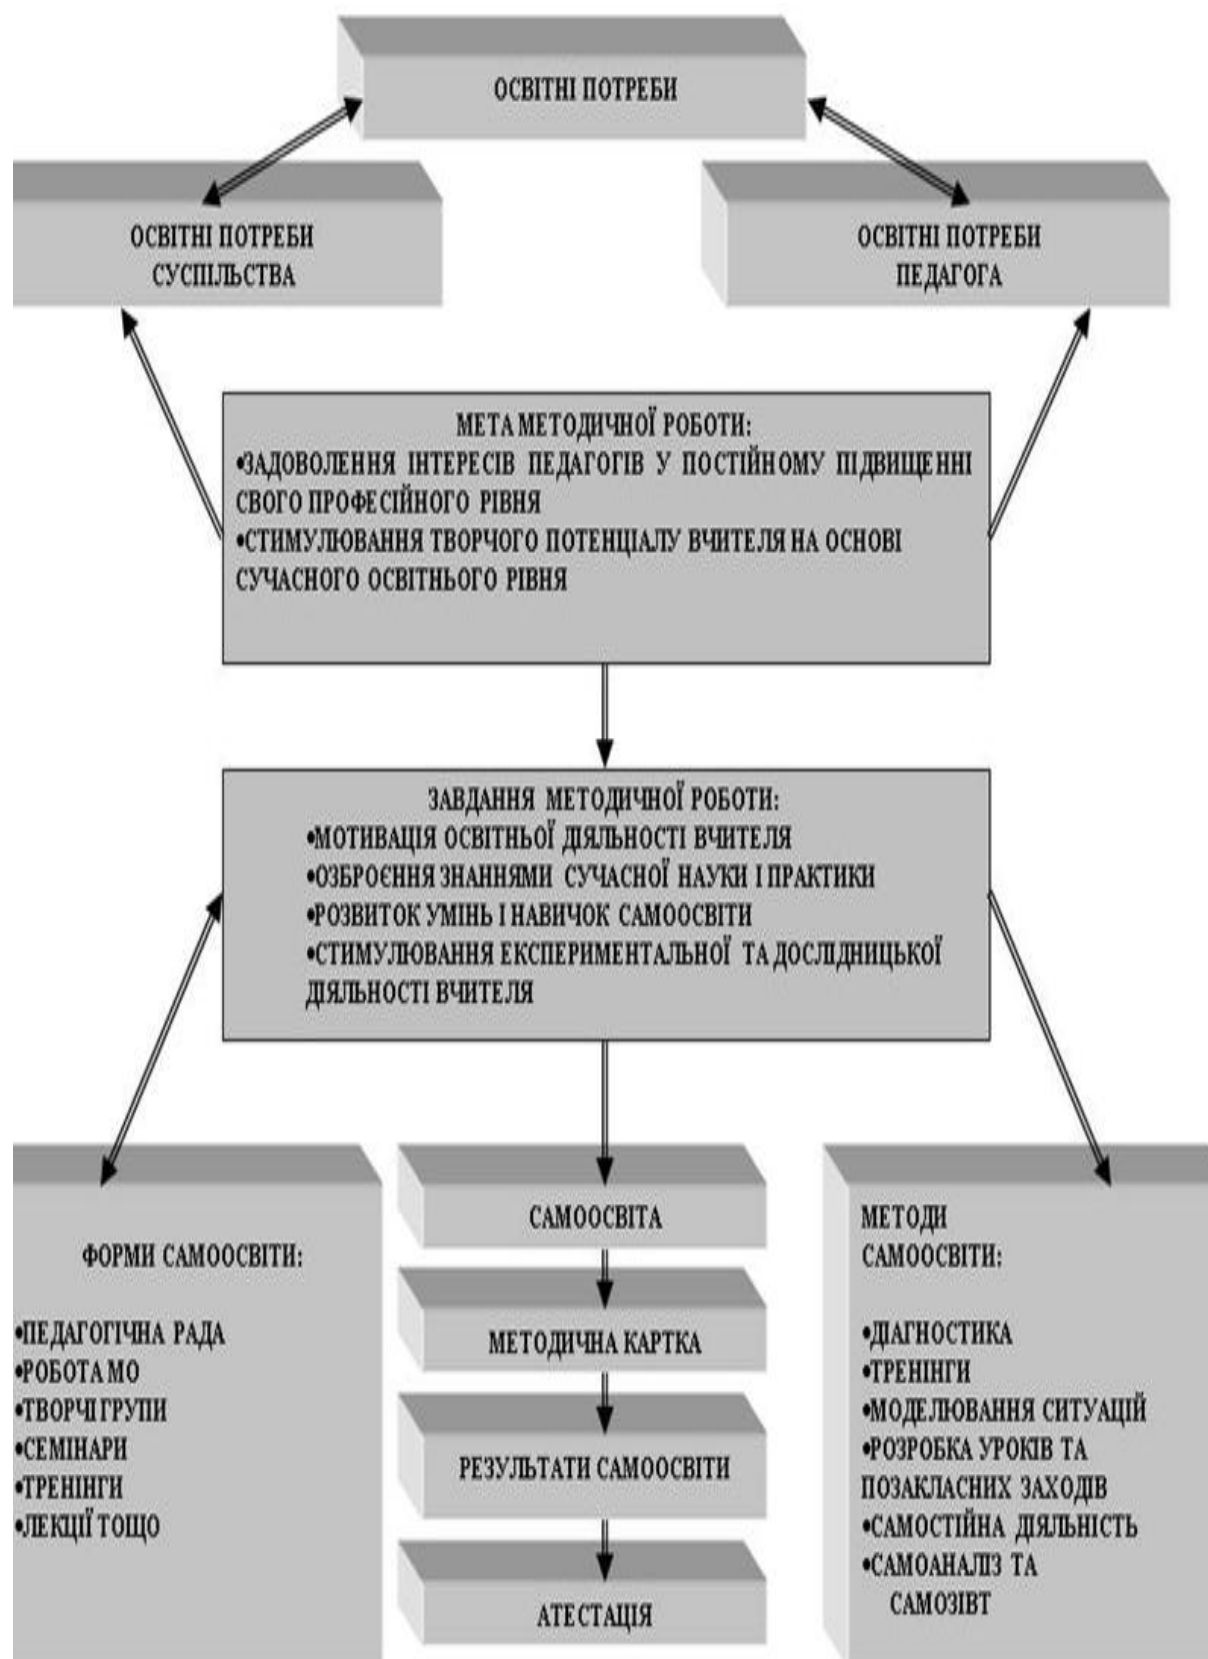 ОСВІТНІ ПОТРЕБИ
ОСВІТНІ ПОТРЕБИ
СУСПІЛЬСТВА
ОСВІТНІ ПОТРЕБИ
ПЕДАГОГА
МЕТА МЕТОДИЧНОЇ РОБОТИ:
•ЗАДОВОЛЕННЯ ІНТЕРЕСІВ ПЕДАГОГІВ У ПОСТІЙНОМУ ПІДВИЩЕННІ
СВОГО ПРОФЕСІЙНОГО РІВНЯ
•СТИМУЛЮВАННЯ ТВОРЧОГО ПОТЕНЦІАЛУ ВЧИТЕЛЯ НА ОСНОВІ
СУЧАСНОГО ОСВІТНЬОГО РІВНЯ
ЗАВДАННЯ МЕТОДИЧНОЇ РОБОТИ:
•МОТИВАЦІЯ ОСВІТНЬОЇ ДІЯЛЬНОСТІ ВЧИТЕЛЯ
•ОЗБРОЄННЯ ЗНАННЯМИ СУЧАСНОЇ НАУКИ І ПРАКТИКИ
•РОЗВИТОК УМІНЬ І НАВИЧОК САМООСВІТИ
•СТИМУЛЮВАННЯ ЕКСПЕРИМЕНТАЛЬНОЇ ТА ДОСЛІДНИЦЬКОЇ
ДІЯЛЬНОСТІ ВЧИТЕЛЯ
ФОРМИ САМООСВІТИ:
•ПЕДАГОГІЧНА РАДА
•РОБОТА МО
•ТВОРЧІ ГРУПИ
•СЕМІНАРИ
•ТРЕНІНГИ
•ЛЕКЦІЇ ТОЩО
САМООСВІТА
МЕТОДИЧНА КАРТКА
РЕЗУЛЬТАТИ САМООСВІТИ
АТЕСТАЦІЯ
МЕТОДИ
САМООСВІТИ:
•ДІАГНОСТИКА
•ТРЕНІНГИ
•МОДЕЛЮВАННЯ СИТУАЦІЙ
•РОЗРОБКА УРОКІВ ТА
ПОЗАКЛАСНИХ ЗАХОДІВ
•САМОСТІЙНА ДІЯЛЬНІСТЬ
•САМОАНАЛІЗ ТА
САМОЗІВТ